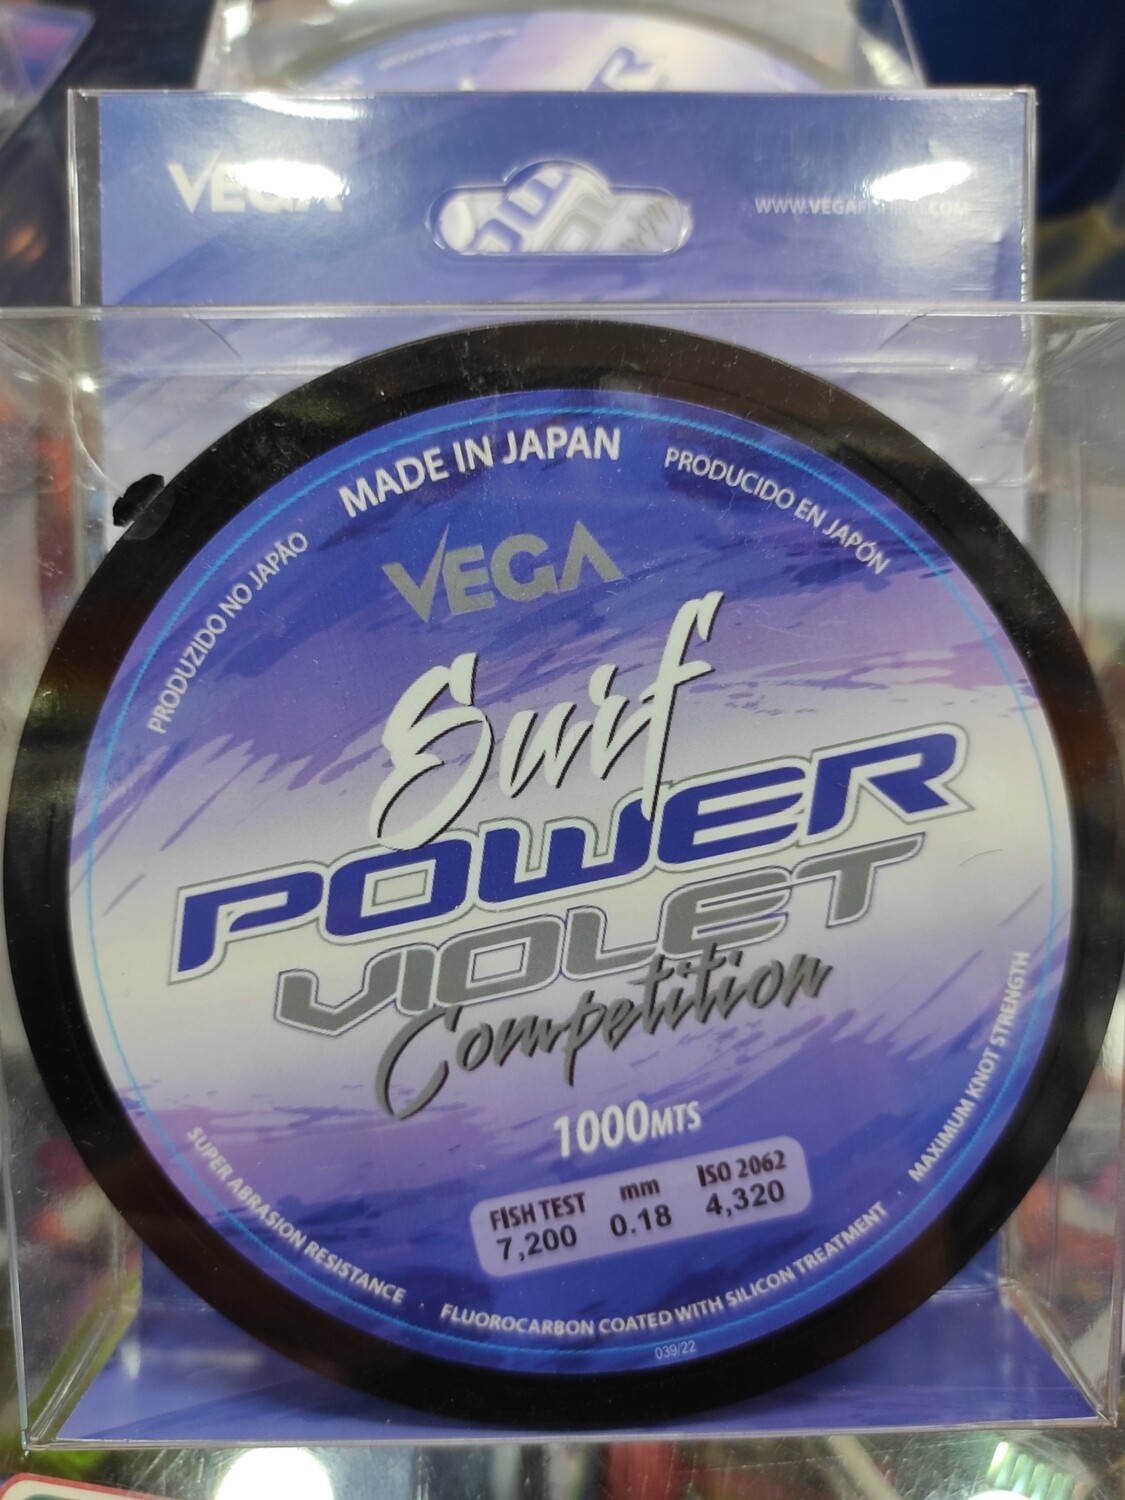 VEGA
WWW.VEGAFISHING.COM
MADE IN JAPAN
PRODUCIDO EN JAPÓN
PRODUZIDO NO JAPÃO
VEGA
Surf
POWER
VIOLET
Competition
1000MTS
FISH TEST mm ISO 2062
7,200 0.18 4,320
SUPER ABRASION RESISTANCE · FLUOROCARBON COATED WITH SILICON TREATMENT · MAXIMUM KNOT STRENGTH
039/22